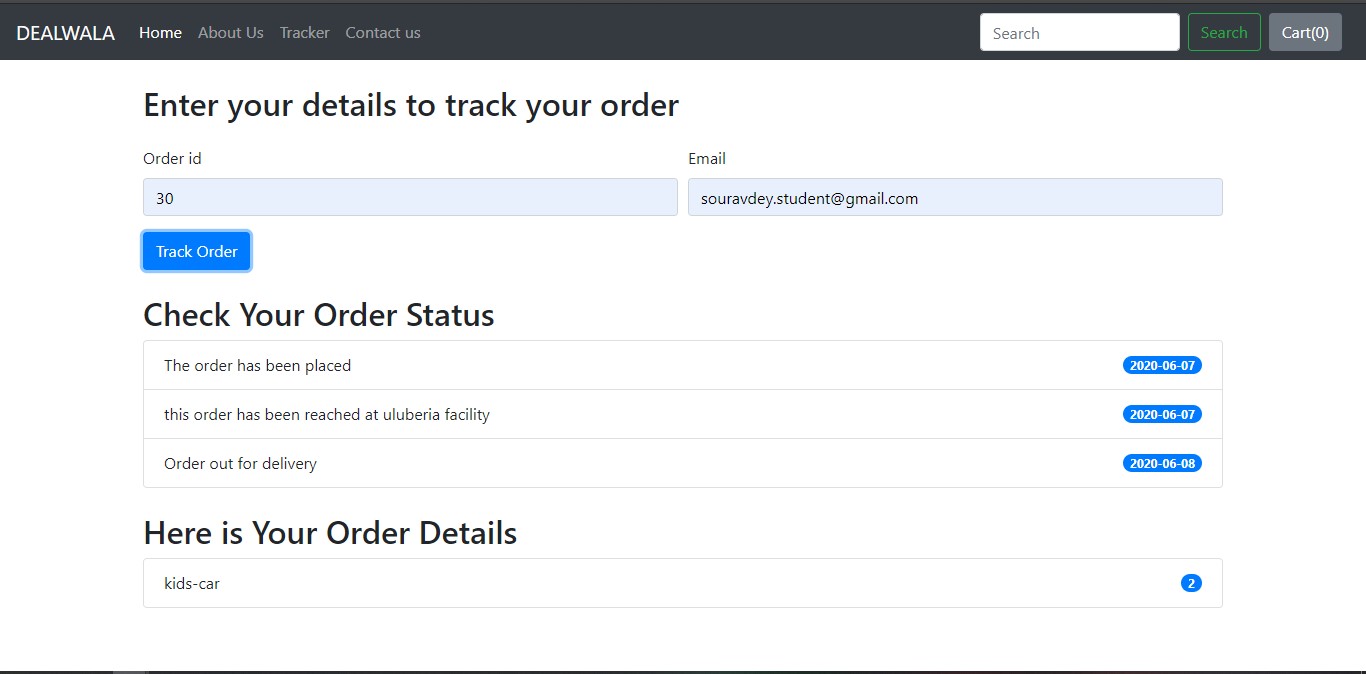 DEALWALA Home About Us Tracker Contact us Search Search Cart(0)
Enter your details to track your order
Order id Email
30 souravdey.student@gmail.com
Track Order
Check Your Order Status
The order has been placed 2020-06-07
this order has been reached at uluberia facility 2020-06-07
Order out for delivery 2020-06-08
Here is Your Order Details
kids-car 2